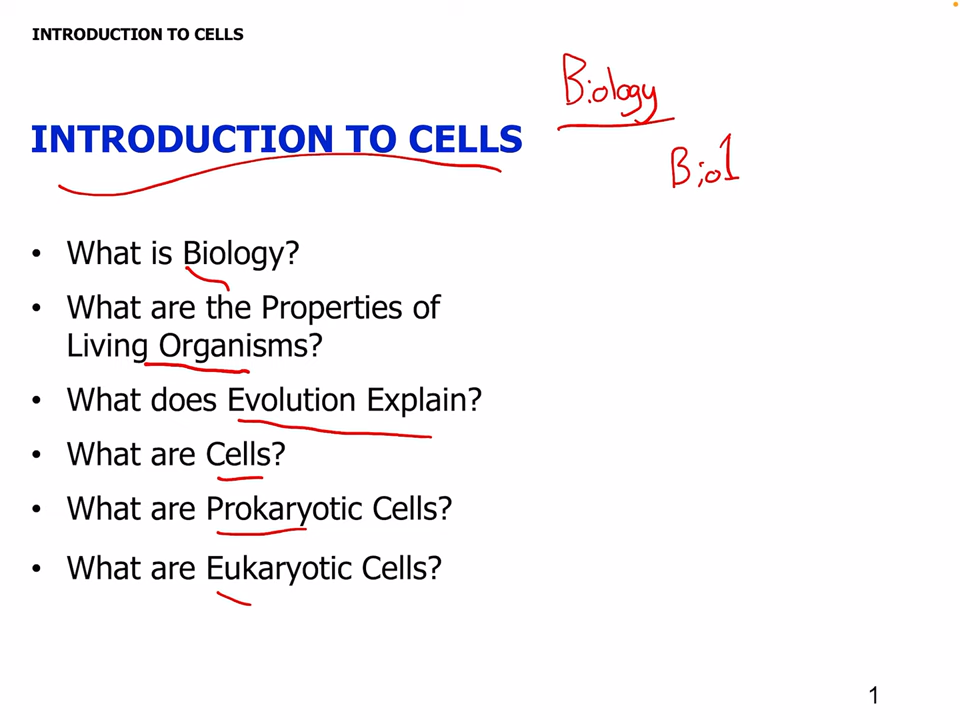 INTRODUCTION TO CELLS
Biology
INTRODUCTION TO CELLS
Bio1
• What is Biology?
• What are the Properties of
Living Organisms?
• What does Evolution Explain?
• What are Cells?
• What are Prokaryotic Cells?
• What are Eukaryotic Cells?
1